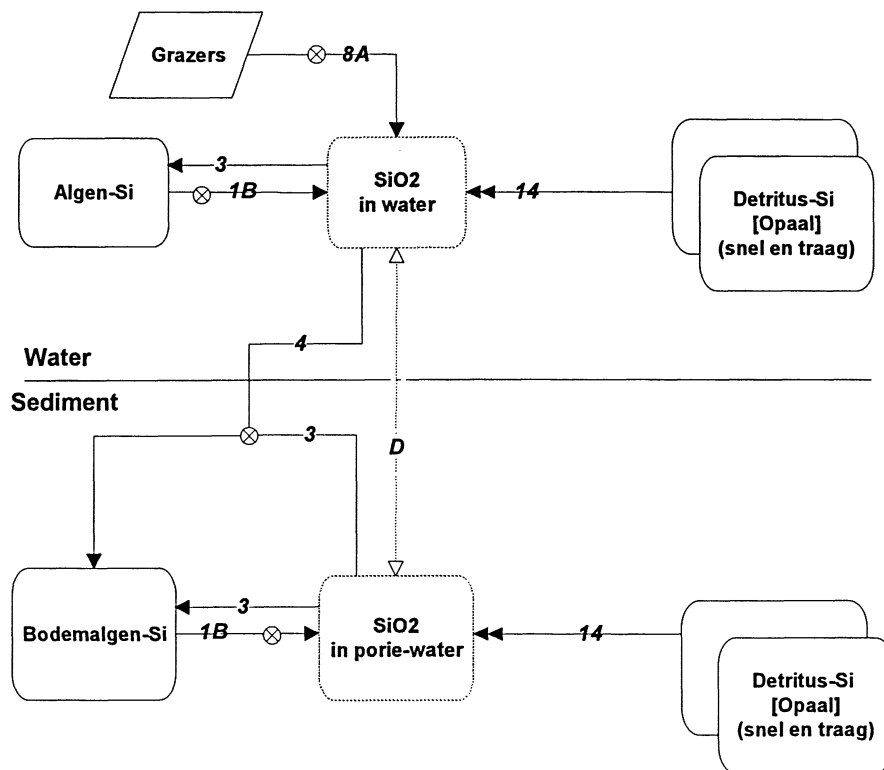 Grazers
8A
Algen-Si
3
1B
SiO2
in water
14
Detritus-Si
[Opaal]
(snel en traag)
4
Water
Sediment
3
D
Bodemalgen-Si
3
1B
SiO2
in porie-water
14
Detritus-Si
[Opaal]
(snel en traag)